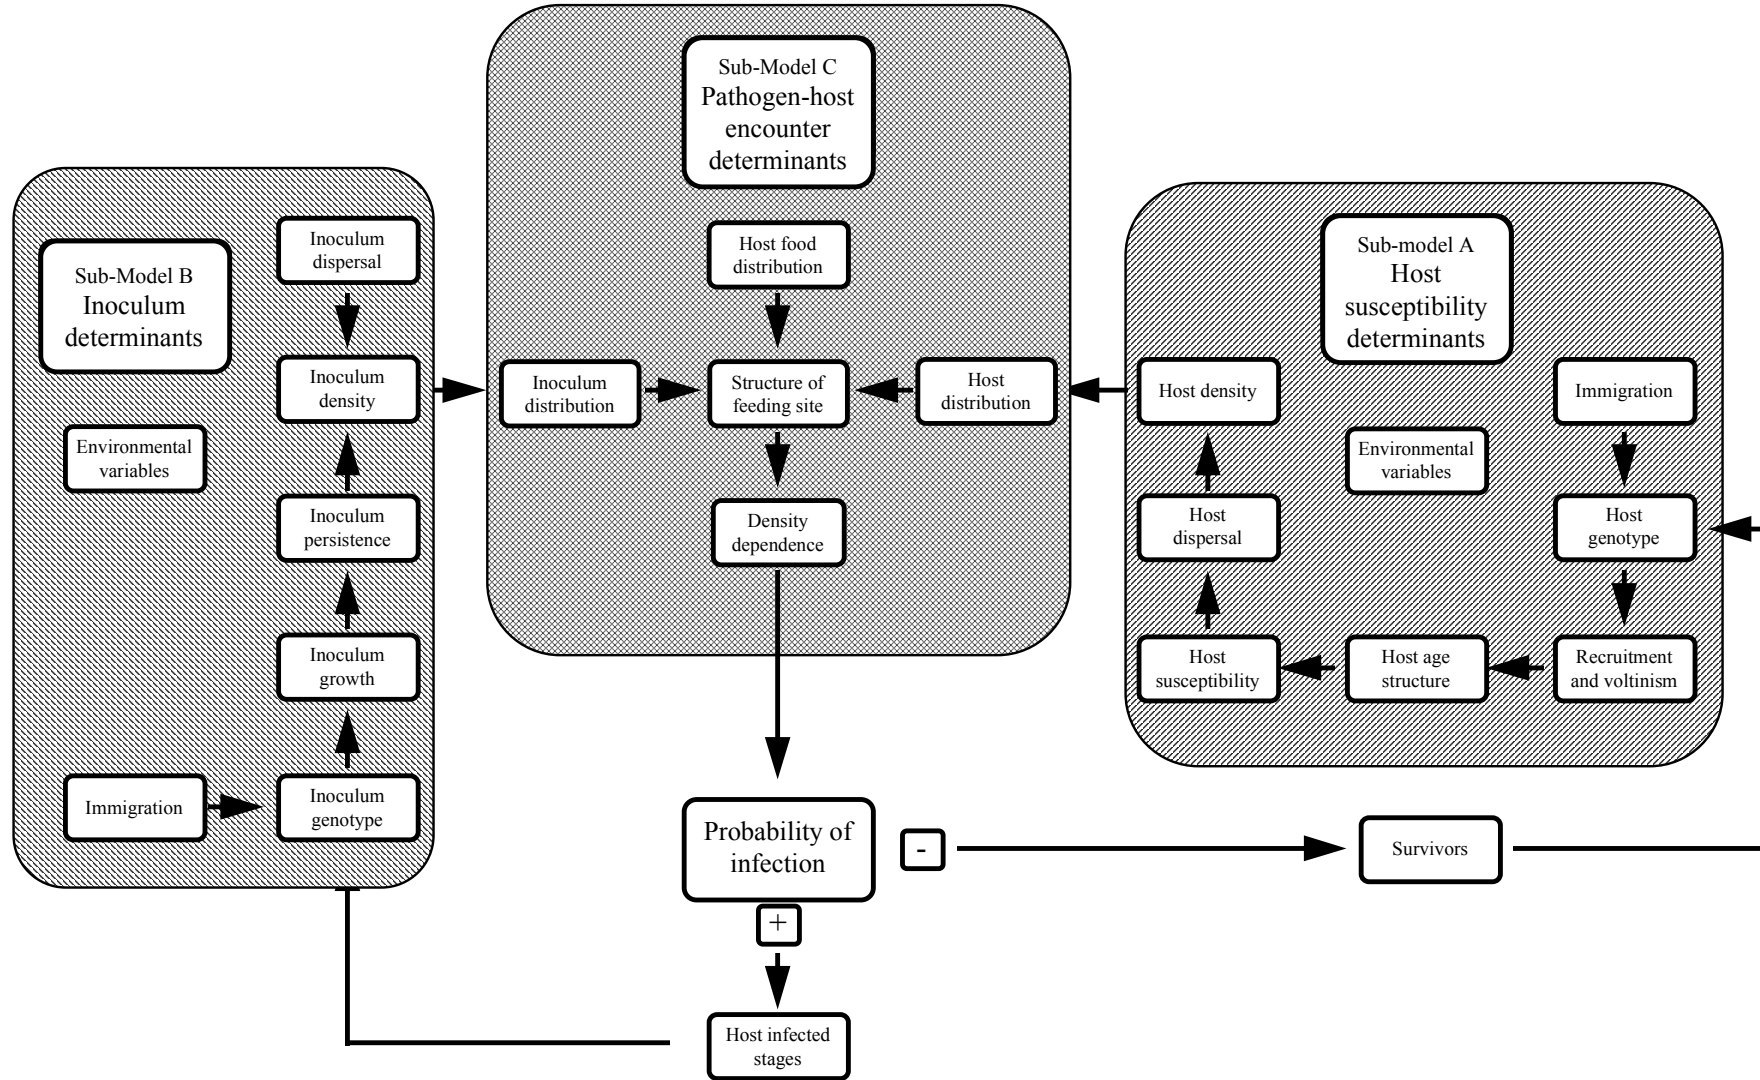 Sub-Model C
Pathogen-host
encounter
determinants
Host food
distribution
Inoculum
distribution
Structure of
feeding site
Host
distribution
Density
dependence
Sub-Model B
Inoculum
determinants
Inoculum
dispersal
Inoculum
density
Environmental
variables
Inoculum
persistence
Inoculum
growth
Immigration
Inoculum
genotype
Sub-model A
Host
susceptibility
determinants
Host density
Immigration
Environmental
variables
Host
dispersal
Host
genotype
Host
susceptibility
Host age
structure
Recruitment
and voltinism
Probability of
infection
-
Survivors
+
Host infected
stages